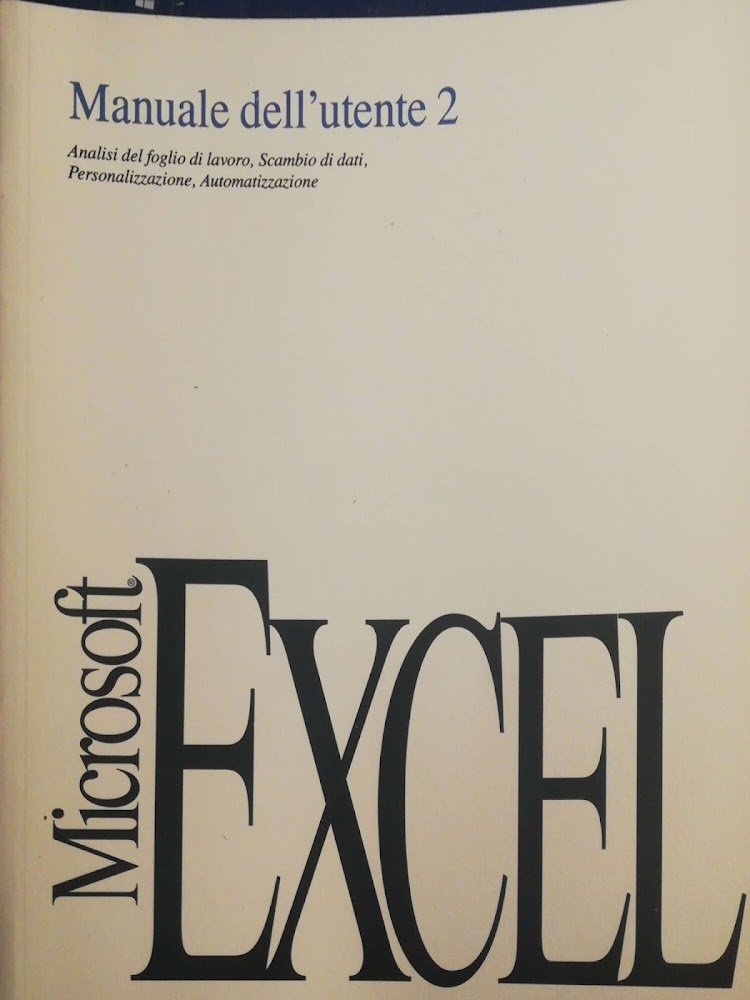 Manuale dell'utente 2
Analisi del foglio di lavoro, Scambio di dati,
Personalizzazione, Automatizzazione
Microsoft®
EXCEL